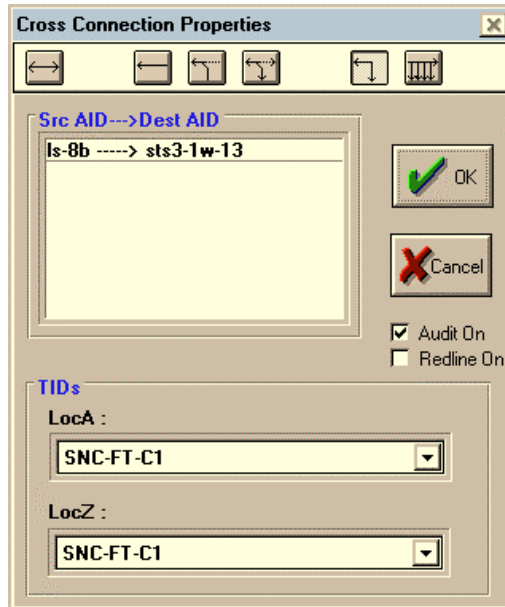 Cross Connection Properties
Src AID--->Dest AID
ls-8b -----> sts3-1w-13
OK
Cancel
Audit On
Redline On
TIDs
LocA :
SNC-FT-C1
LocZ :
SNC-FT-C1